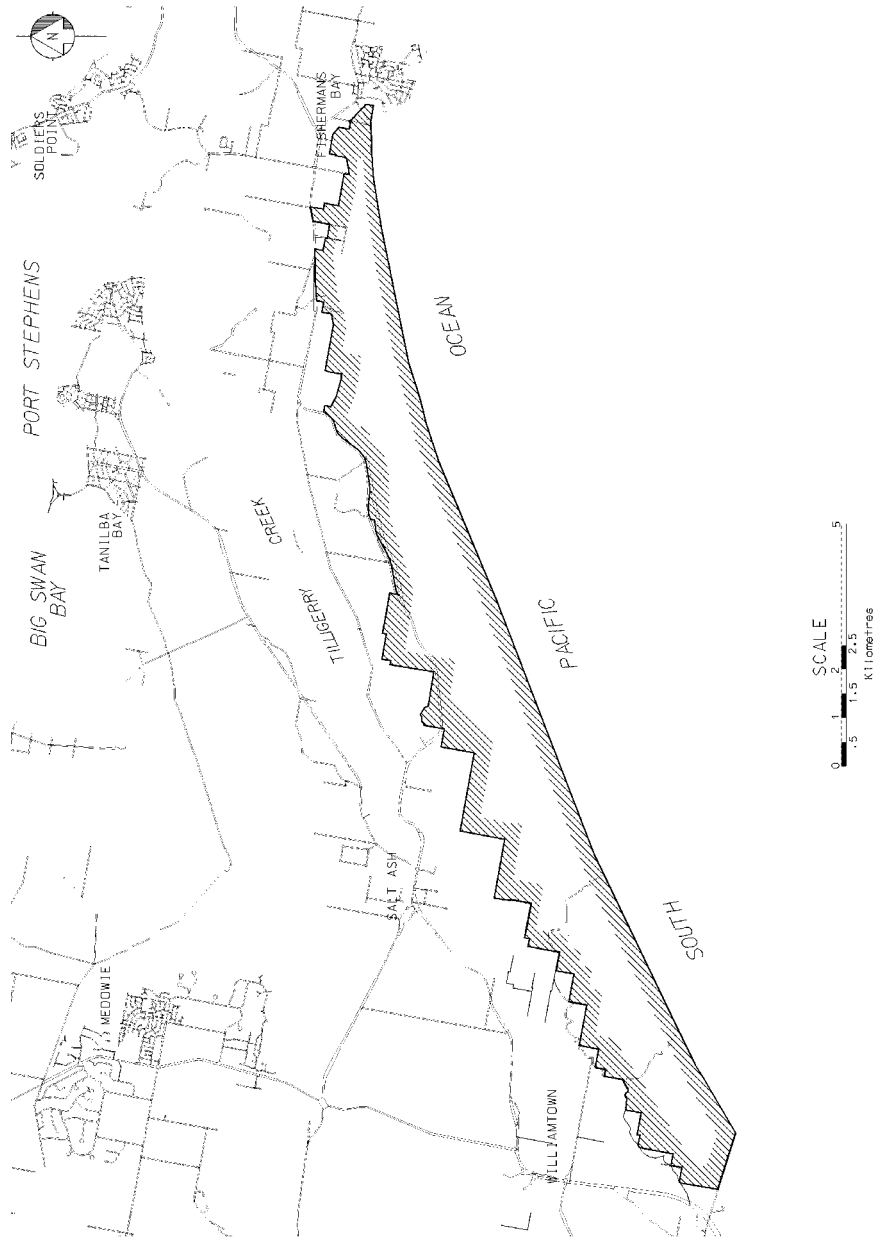 N
SOLDIERS
POINT
FISHERMANS
BAY
PORT STEPHENS
BIG SWAN
BAY
TANILBA
BAY
TILLIGERRY
CREEK
MEDOWIE
SALT ASH
WILLIAMTOWN
SOUTH
PACIFIC
OCEAN
SCALE
0 1 2 5
.5 1.5 2.5
Kilometres